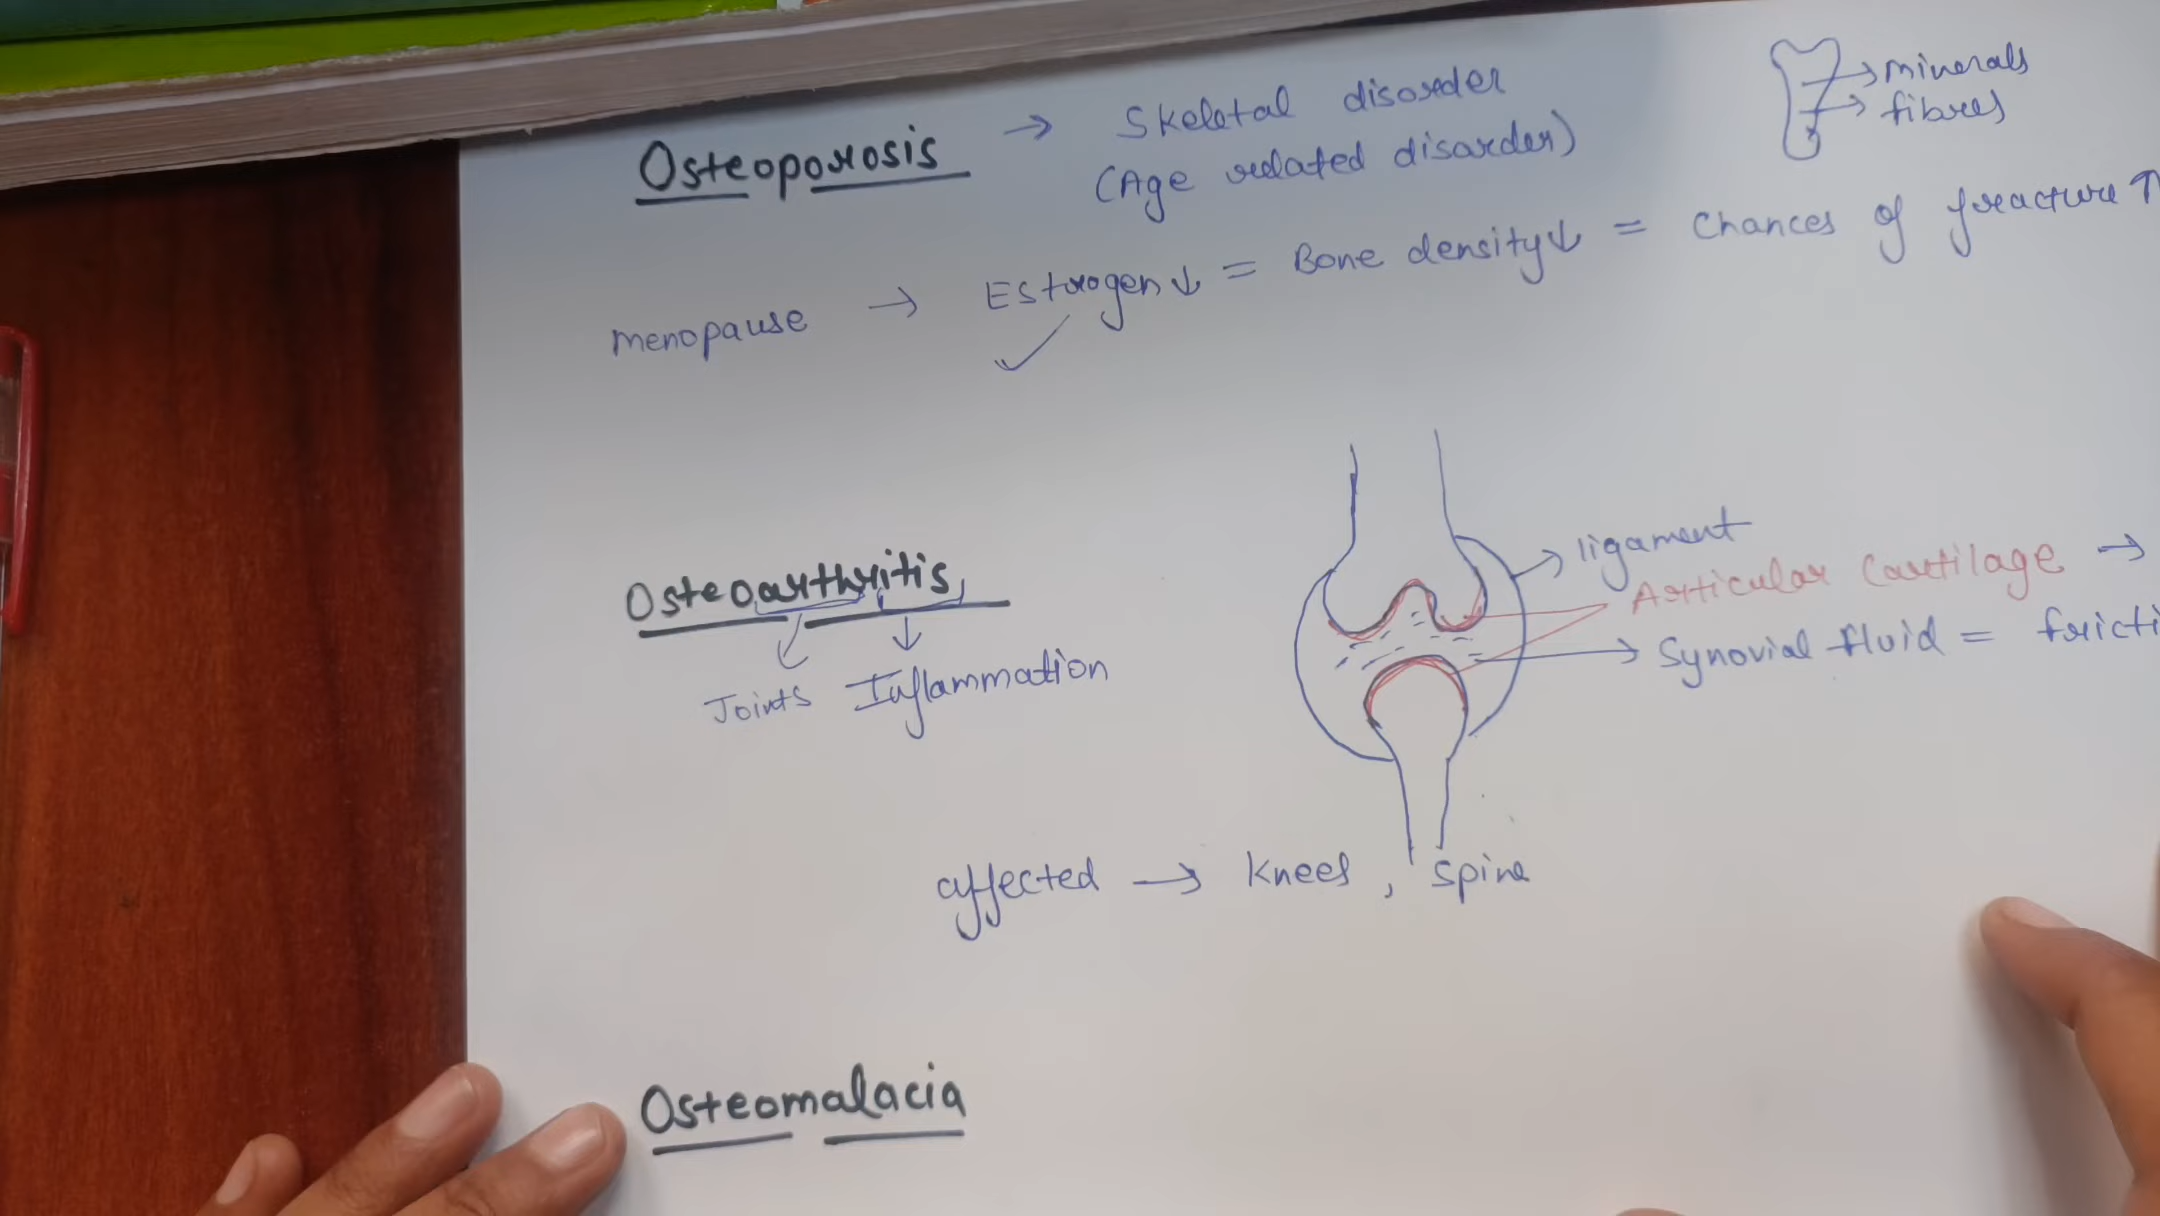 Osteoporosis → Skeletal disorder
(Age related disorder)
→ minerals
→ fibres
menopause → Estrogen↓ = Bone density↓ = Chances of fracture↑
Osteoarthritis
Joints Inflammation
→ ligament
Articular Cartilage →
→ Synovial fluid = fricti
affected → knees, spine
Osteomalacia